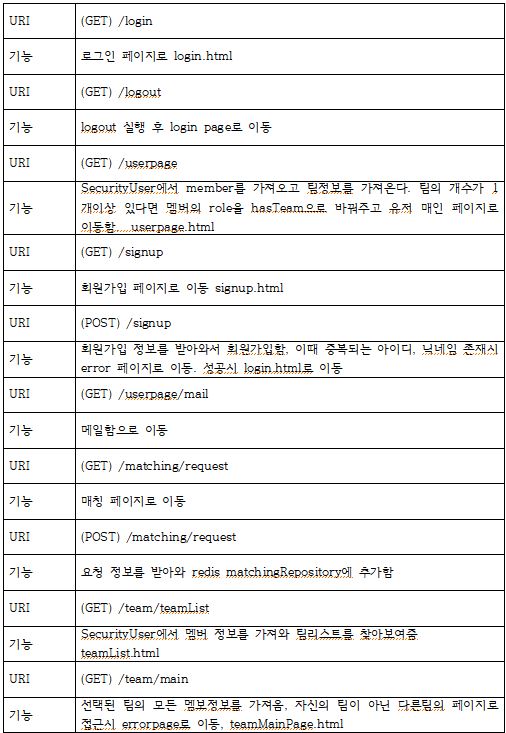 URI (GET) /login
기능 로그인 페이지로 login.html
URI (GET) /logout
기능 logout 실행 후 login page로 이동
URI (GET) /userpage
SecurityUser에서 member를 가져오고 팀정보를 가져온다. 팀의 개수가 1
기능 개이상 있다면 멤버의 role을 hasTeam으로 바꿔주고 유저 매인 페이지로
이동함. userpage.html
URI (GET) /signup
기능 회원가입 페이지로 이동 signup.html
URI (POST) /signup
기능 회원가입 정보를 받아와서 회원가입함, 이때 중복되는 아이디, 닉네임 존재시
error 페이지로 이동. 성공시 login.html로 이동
URI (GET) /userpage/mail
기능 메일함으로 이동
URI (GET) /matching/request
기능 매칭 페이지로 이동
URI (POST) /matching/request
기능 요청 정보를 받아와 redis matchingRepository에 추가함
URI (GET) /team/teamList
기능 SecurityUser에서 멤버 정보를 가져와 팀리스트를 찾아보여줌
teamList.html
URI (GET) /team/main
기능 선택된 팀의 모든 멤보정보를 가져옴, 자신의 팀이 아닌 다른팀의 페이지로
접근시 errorpage로 이동, teamMainPage.html